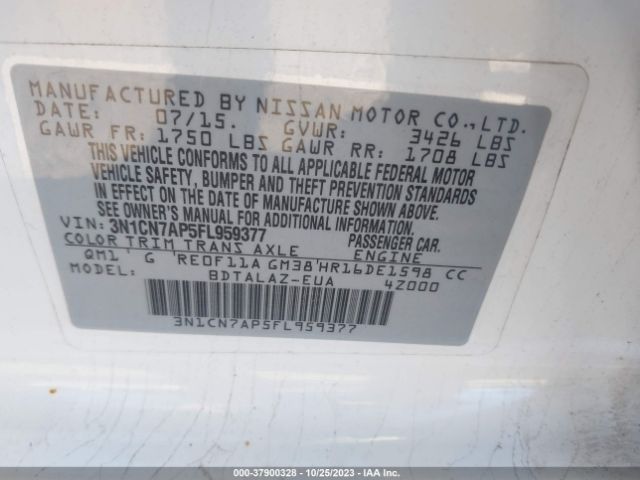 MANUFACTURED BY NISSAN MOTOR CO.,LTD.
DATE: 07/15. GVWR: 3426 LBS
GAWR FR: 1750 LBS GAWR RR: 1708 LBS
THIS VEHICLE CONFORMS TO ALL APPLICABLE FEDERAL MOTOR
VEHICLE SAFETY, BUMPER AND THEFT PREVENTION STANDARDS
IN EFFECT ON THE DATE OF MANUFACTURE SHOWN ABOVE.
SEE OWNER'S MANUAL FOR ADDITIONAL INFORMATION.
VIN: 3N1CN7AP5FL959377 PASSENGER CAR.
COLOR TRIM TRANS AXLE ENGINE
QM1 G RE0F11A GM38 HR16DE1598 CC
MODEL: BDTALAZ-EUA 4Z000
3N1CN7AP5FL959377
000-37900328 | 10/25/2023 | IAA Inc.